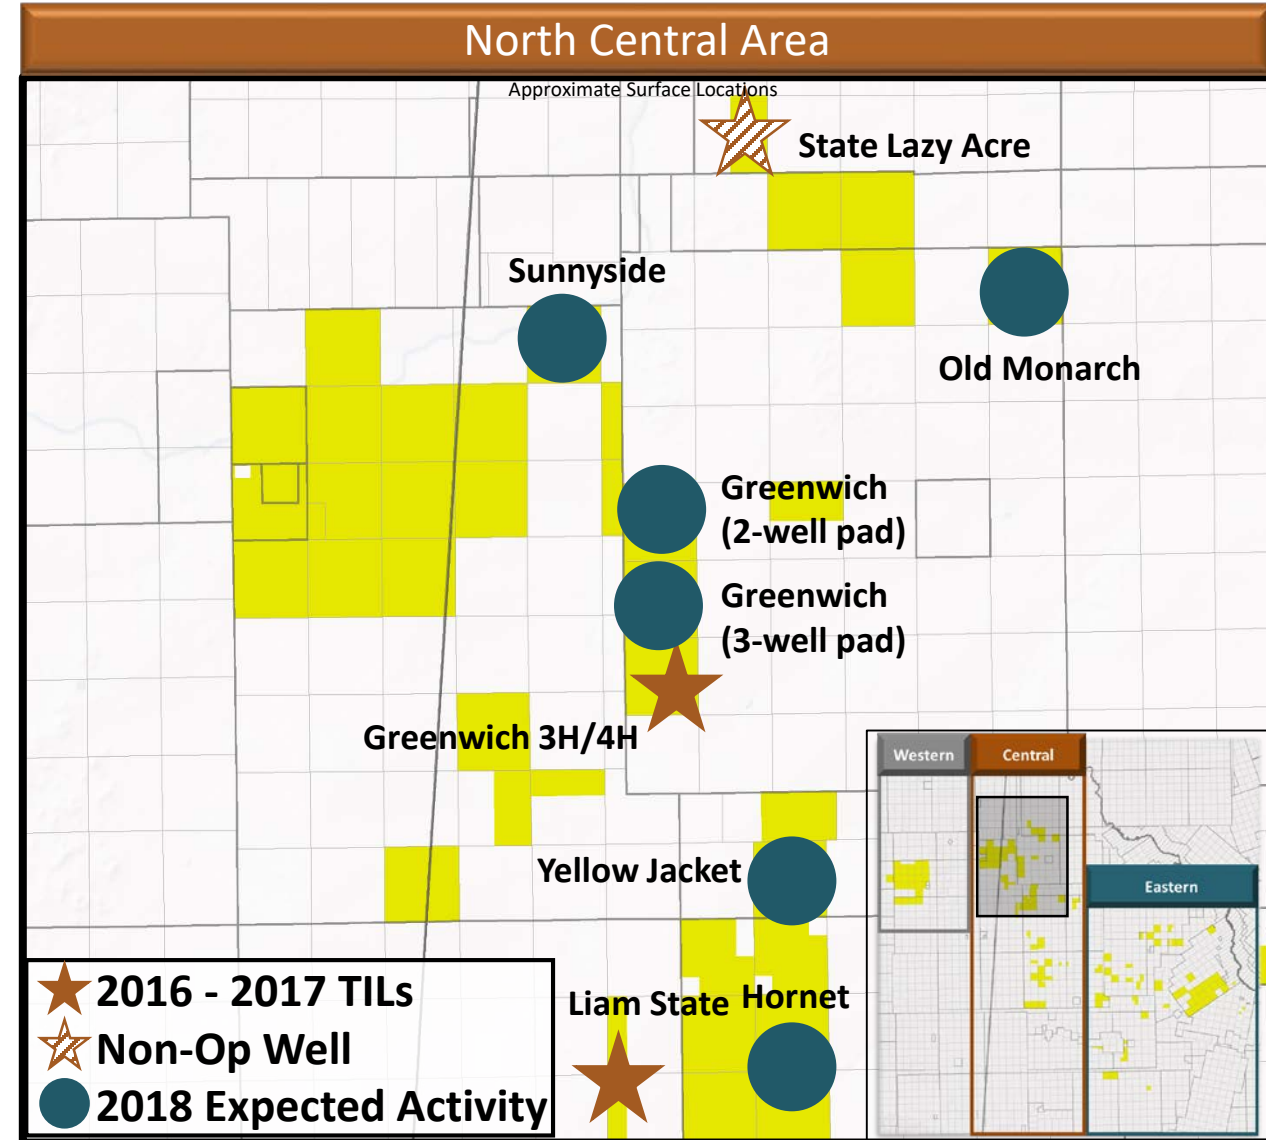 North Central Area
Approximate Surface Locations
State Lazy Acre
Sunnyside
Old Monarch
Greenwich
(2-well pad)
Greenwich
(3-well pad)
Greenwich 3H/4H
Western
Central
Yellow Jacket
Eastern
Liam State
Hornet
2016 - 2017 TILs
Non-Op Well
2018 Expected Activity